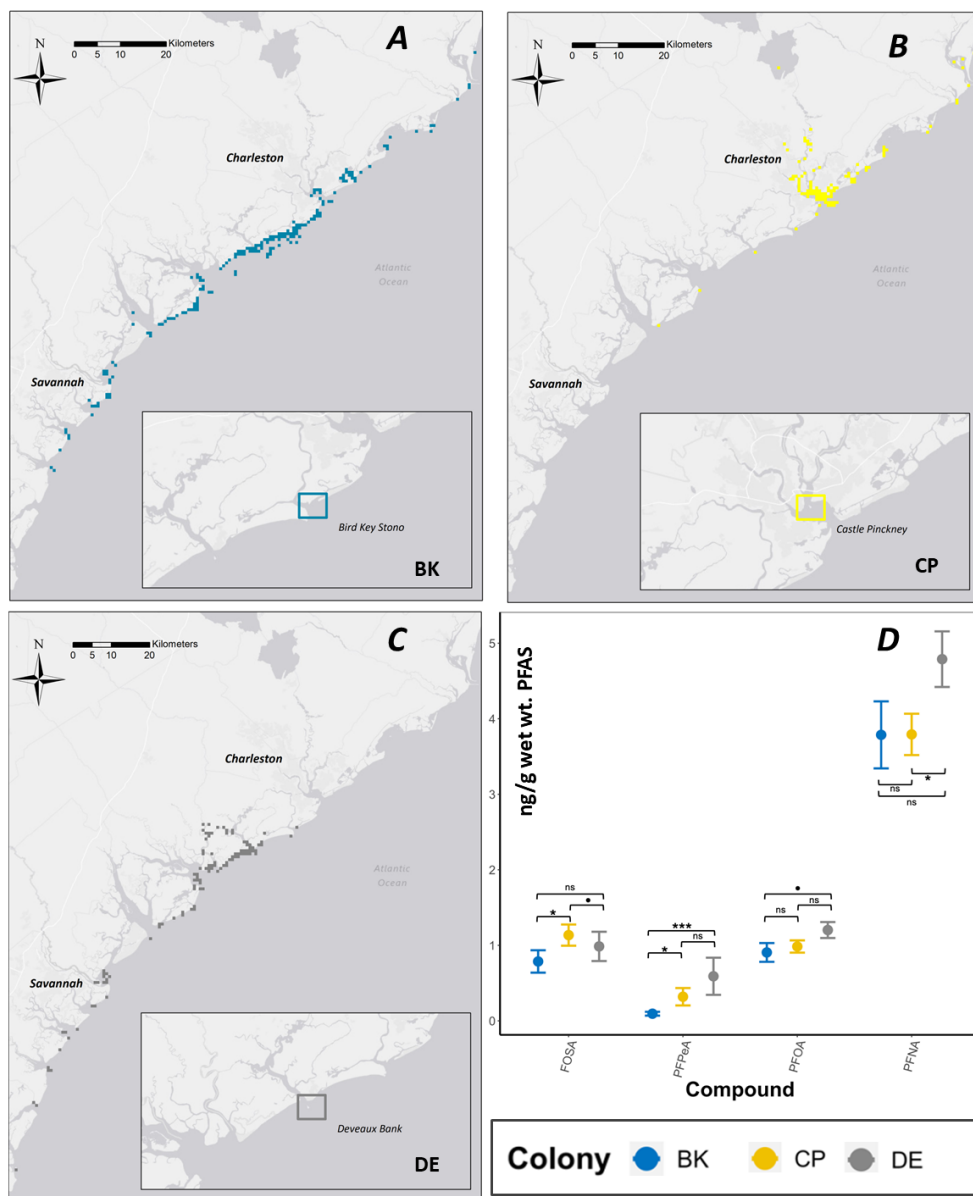 A
N
Kilometers
0 5 10 20
Charleston
Atlantic
Ocean
Savannah
Bird Key Stono
BK
B
N
Kilometers
0 5 10 20
Charleston
Atlantic
Ocean
Savannah
Castle Pinckney
CP
C
N
Kilometers
0 5 10 20
Charleston
Atlantic
Ocean
Savannah
Deveaux Bank
DE
D
ng/g wet wt. PFAS
5
4
3
2
1
0
ns
•
*
***
ns
*
•
ns
ns
ns
*
ns
FOSA
PFPeA
PFOA
PFNA
Compound
Colony BK CP DE